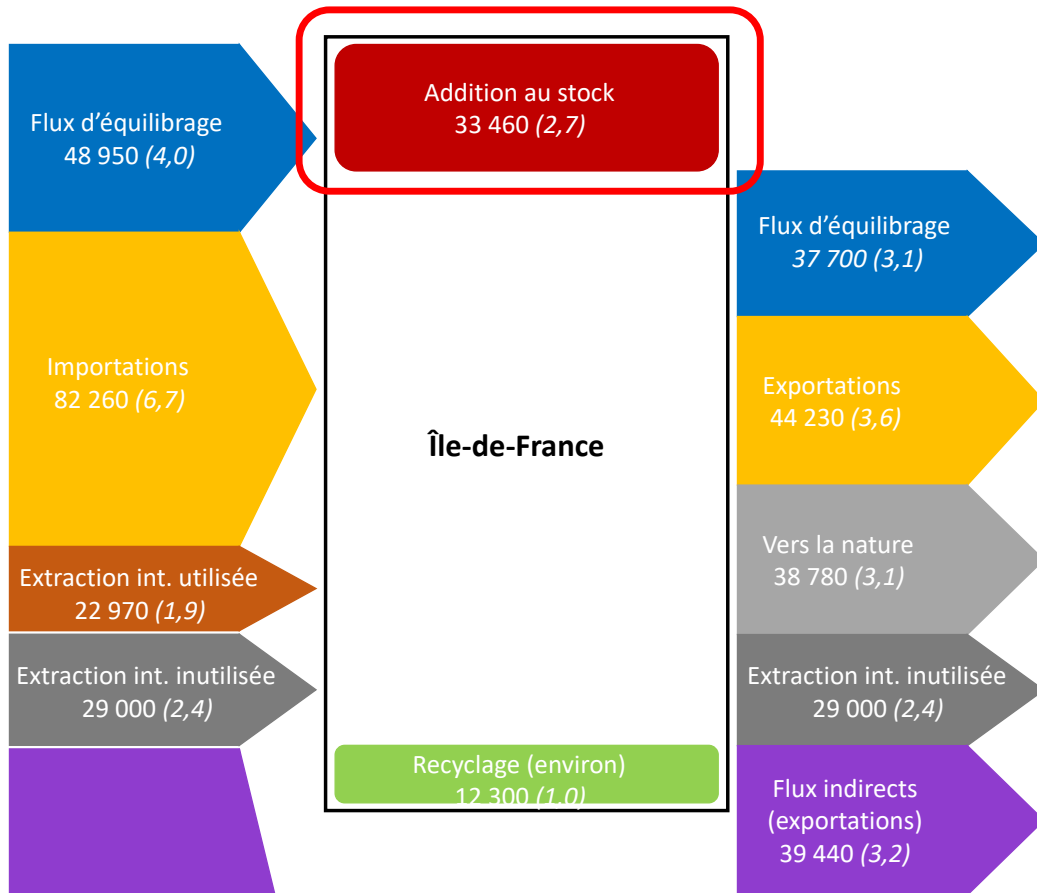 Addition au stock
33 460 (2,7)
Flux d’équilibrage
48 950 (4,0)
Importations
82 260 (6,7)
Extraction int. utilisée
22 970 (1,9)
Extraction int. inutilisée
29 000 (2,4)
Île-de-France
Recyclage (environ)
12 300 (1,0)
Flux d’équilibrage
37 700 (3,1)
Exportations
44 230 (3,6)
Vers la nature
38 780 (3,1)
Extraction int. inutilisée
29 000 (2,4)
Flux indirects
(exportations)
39 440 (3,2)